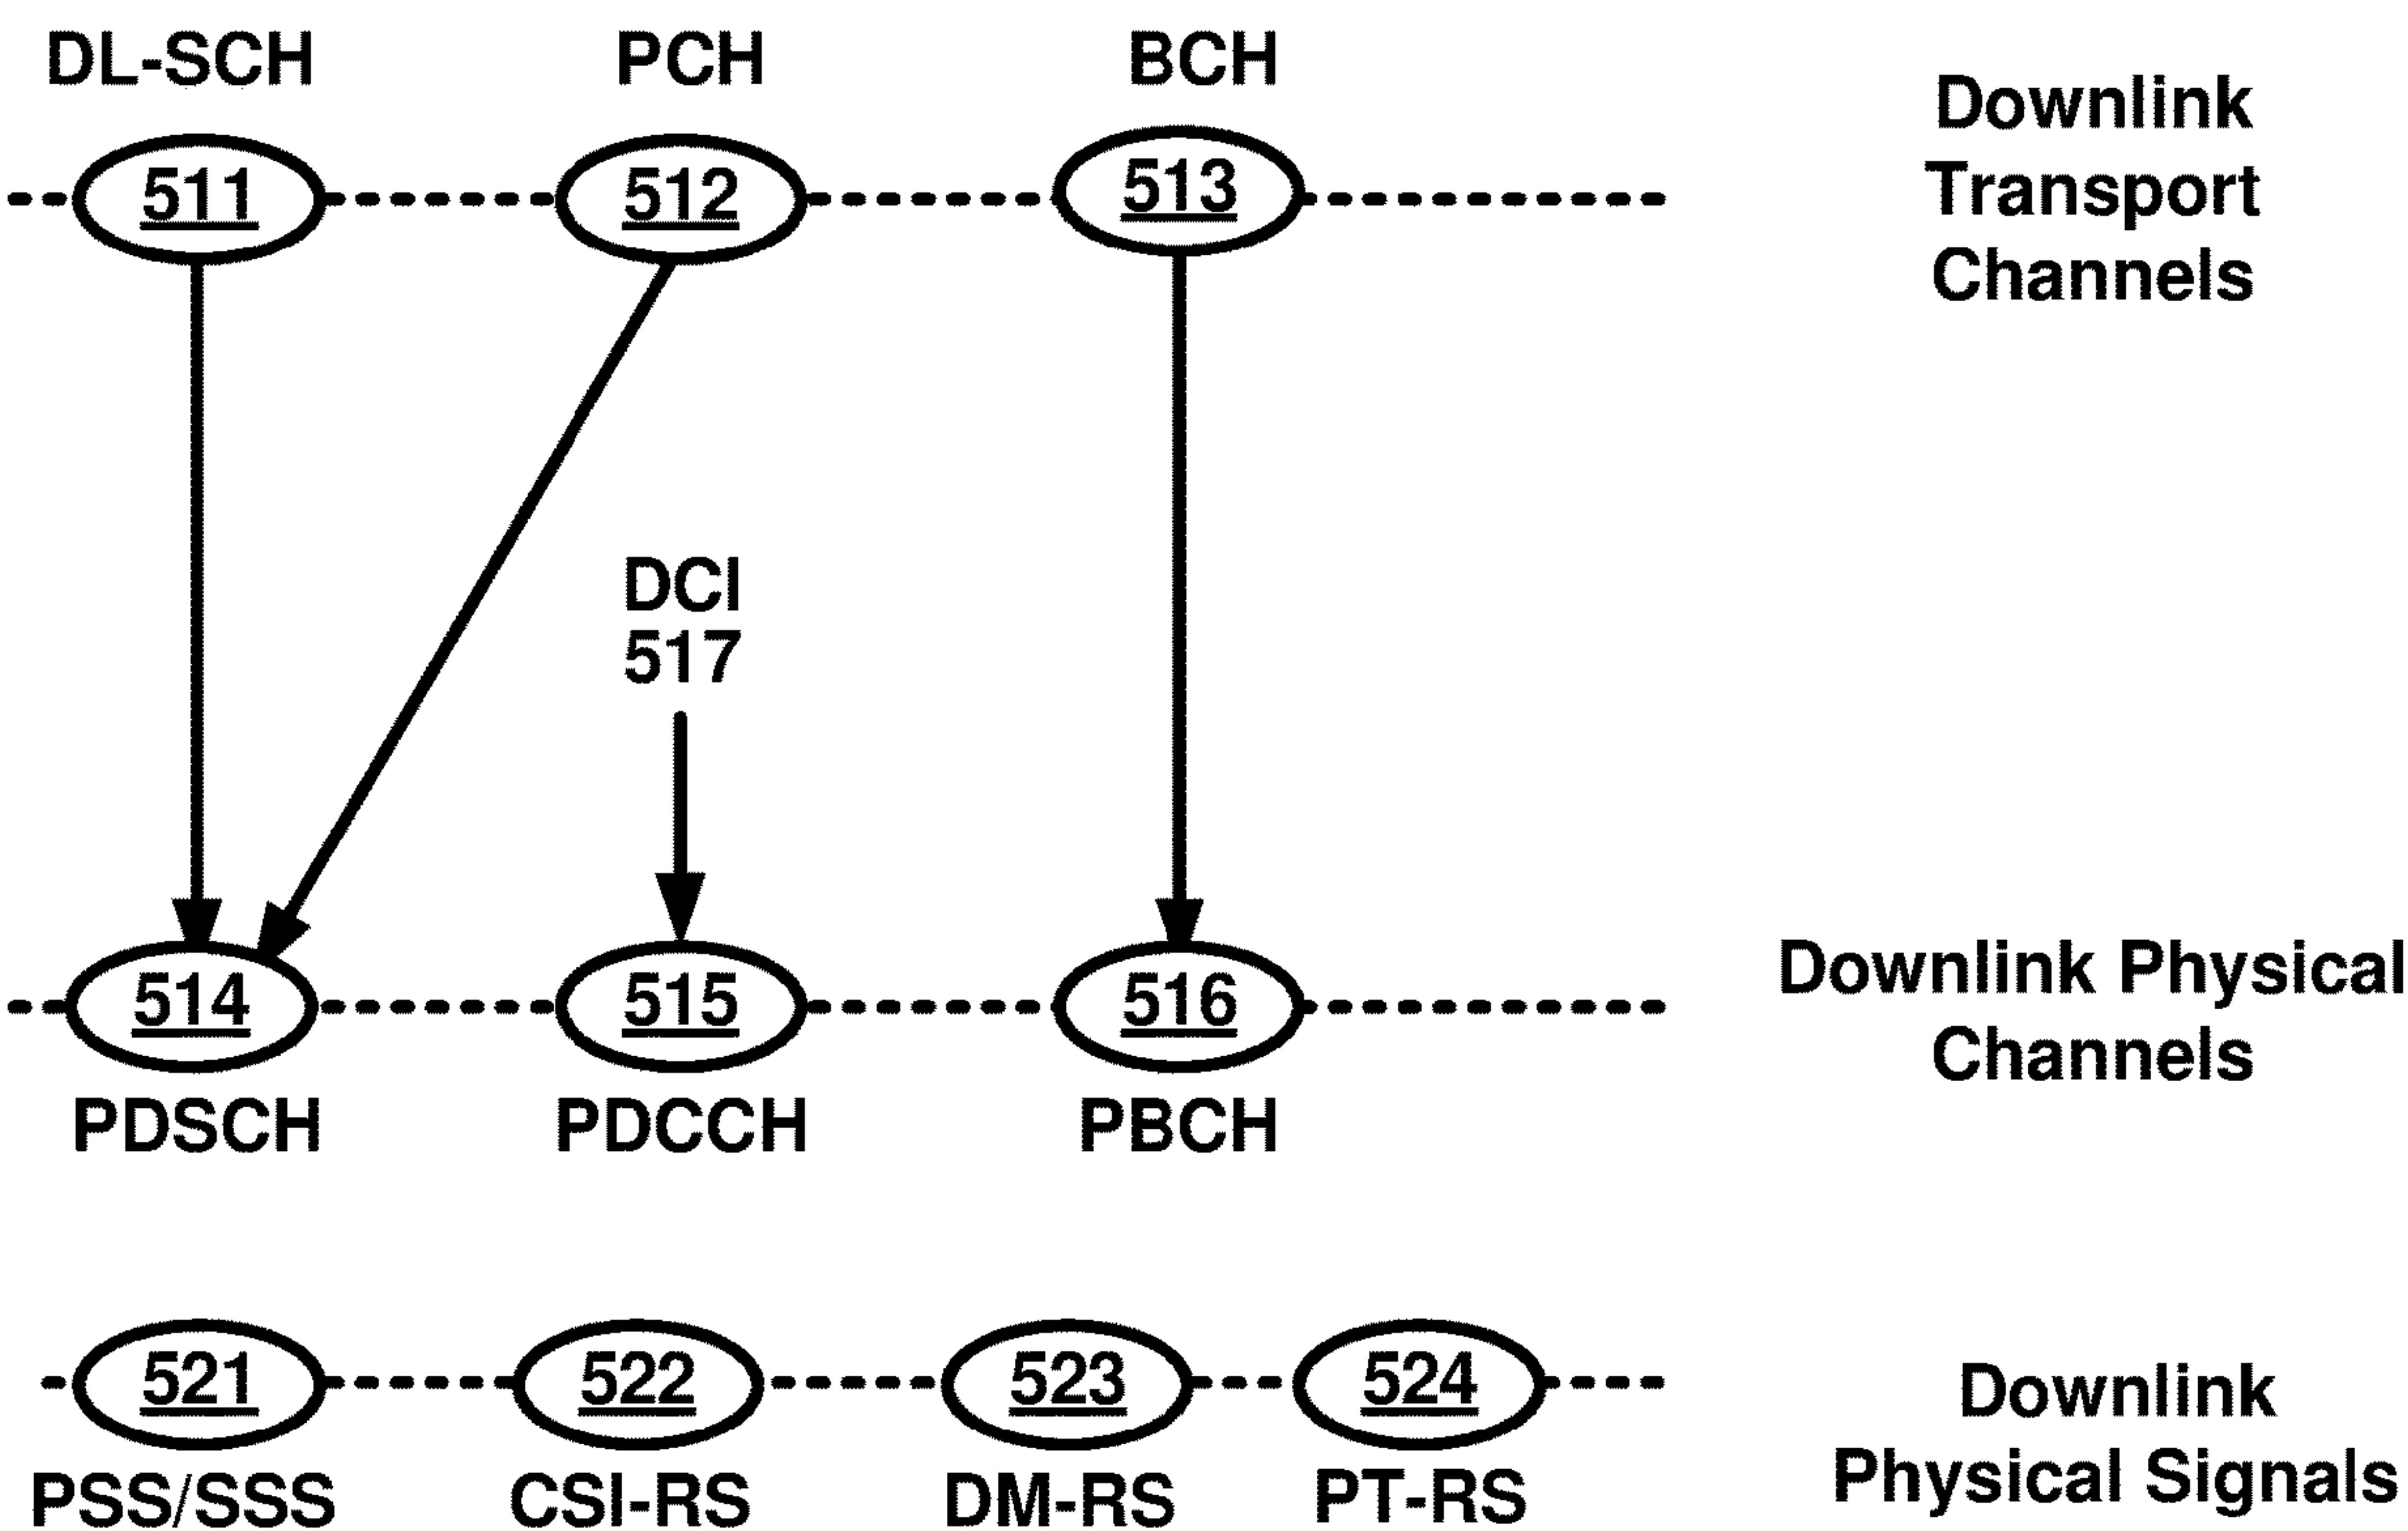 DL-SCH
PCH
BCH
511
512
513
Downlink
Transport
Channels
DCI
517
514
515
516
Downlink Physical
Channels
PDSCH
PDCCH
PBCH
521
522
523
524
Downlink
Physical Signals
PSS/SSS
CSI-RS
DM-RS
PT-RS